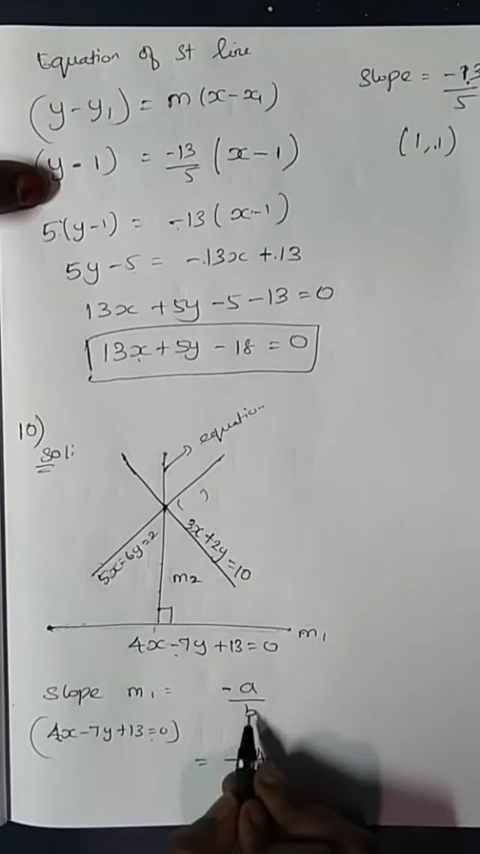 Equation of st line
Slope = -13/5
(y-y₁) = m(x-x₁)
(1,1)
(y-1) = -13/5 (x-1)
5(y-1) = -13(x-1)
5y-5 = -13x+13
13x+5y-5-13=0
13x+5y-18=0
10)
Sol:
equation..
( )
5x-6y=2
3x+2y=10
m2
m₁
4x-7y+13=0
Slope m₁ = -a/b
(4x-7y+13=0)
= -